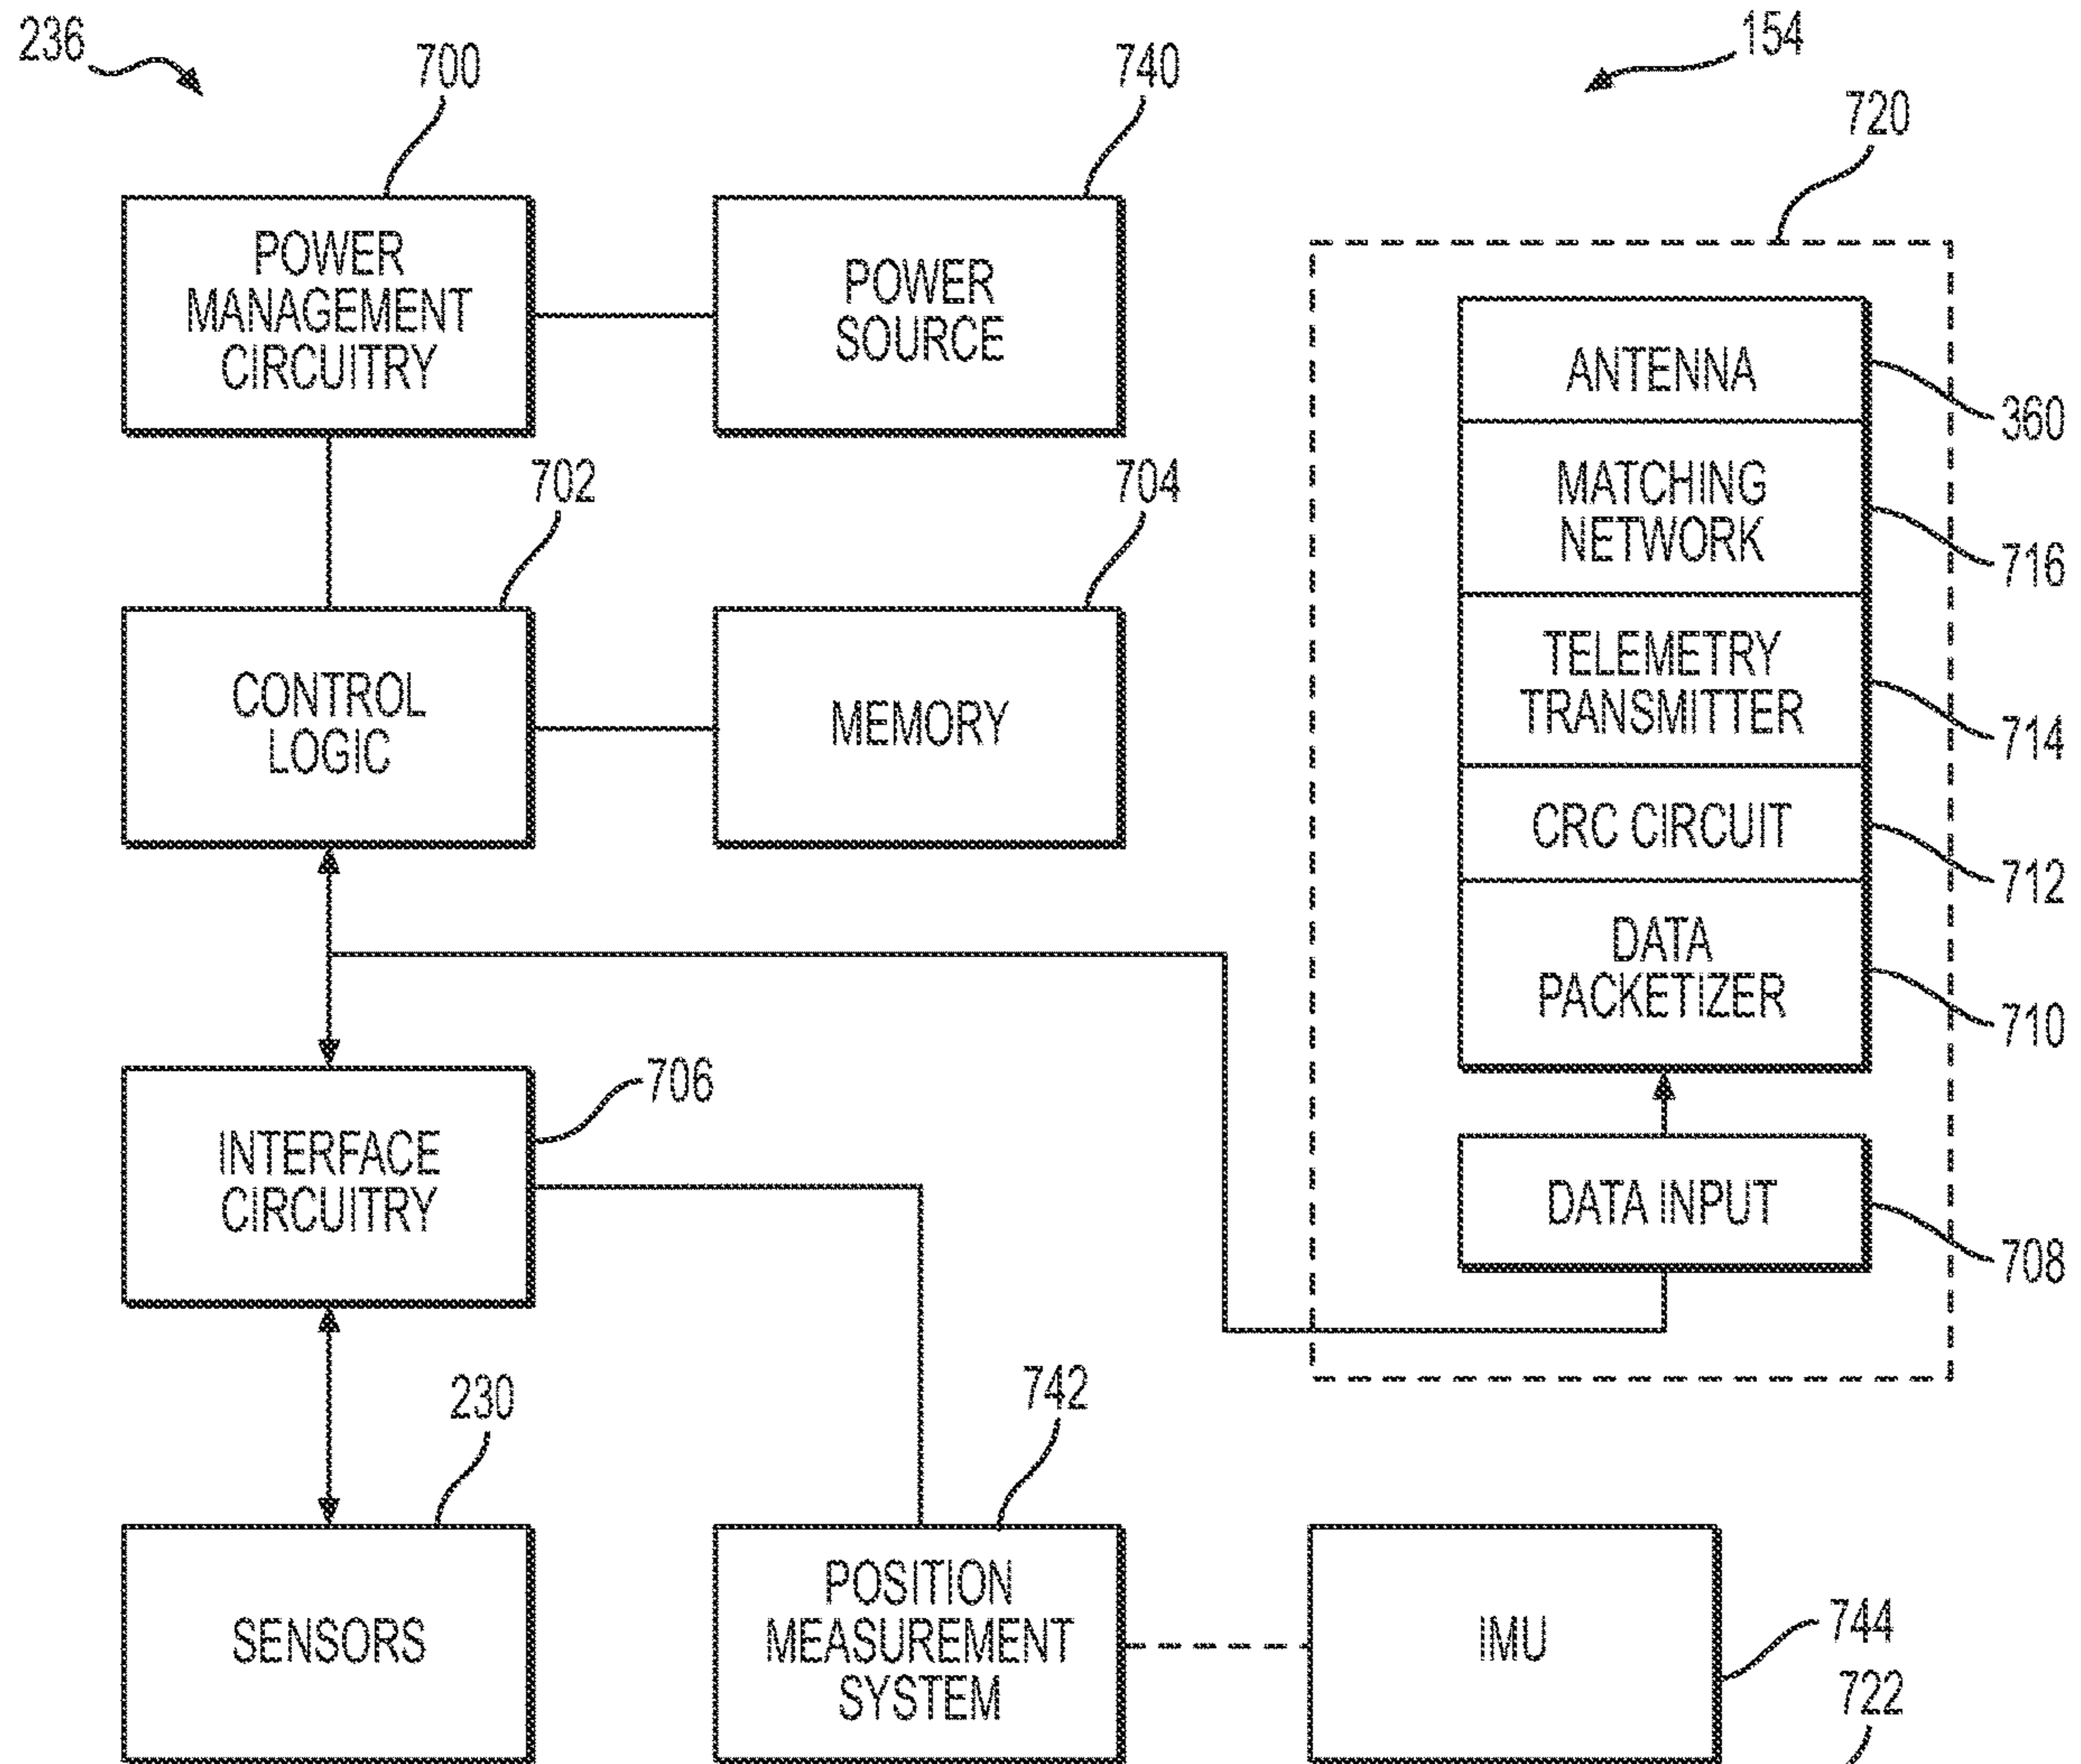 236
700
740
154
720
POWER
MANAGEMENT
CIRCUITRY
POWER
SOURCE
ANTENNA
360
MATCHING
NETWORK
716
702
704
CONTROL
LOGIC
MEMORY
TELEMETRY
TRANSMITTER
714
CRC CIRCUIT
712
DATA
PACKETIZER
710
706
INTERFACE
CIRCUITRY
DATA INPUT
708
230
742
SENSORS
POSITION
MEASUREMENT
SYSTEM
IMU
744
722